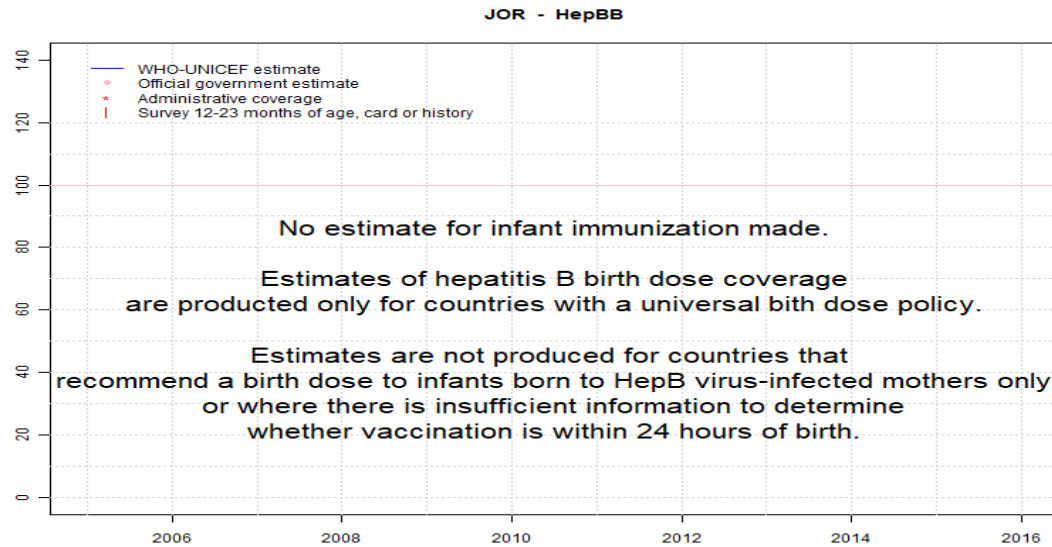 JOR - HepBB
WHO-UNICEF estimate
Official government estimate
Administrative coverage
Survey 12-23 months of age, card or history
No estimate for infant immunization made.
Estimates of hepatitis B birth dose coverage
are producted only for countries with a universal bith dose policy.
Estimates are not produced for countries that
recommend a birth dose to infants born to HepB virus-infected mothers only
or where there is insufficient information to determine
whether vaccination is within 24 hours of birth.
140
120
100
80
60
40
20
0
2006 2008 2010 2012 2014 2016